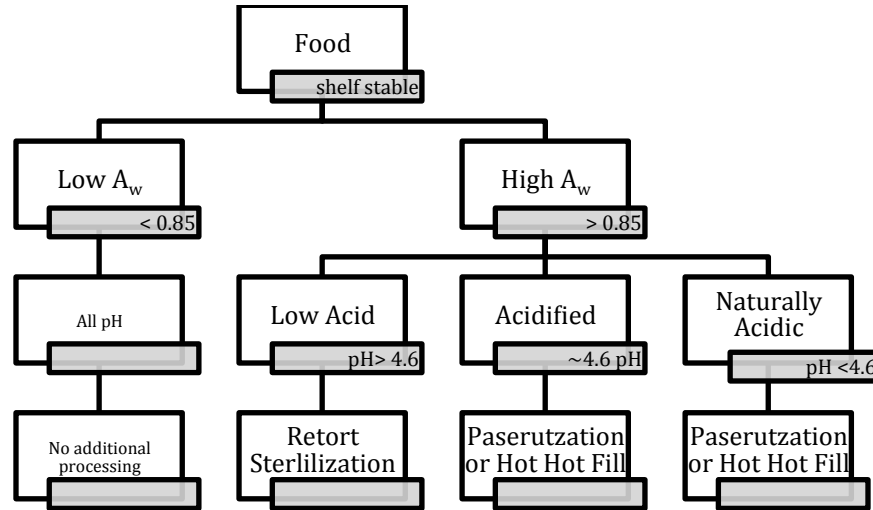 Food
shelf stable
Low Aw
< 0.85
High Aw
> 0.85
All pH
Low Acid
pH> 4.6
Acidified
~4.6 pH
Naturally
Acidic
pH <4.6
No additional
processing
Retort
Sterlilization
Paserutzation
or Hot Hot Fill
Paserutzation
or Hot Hot Fill